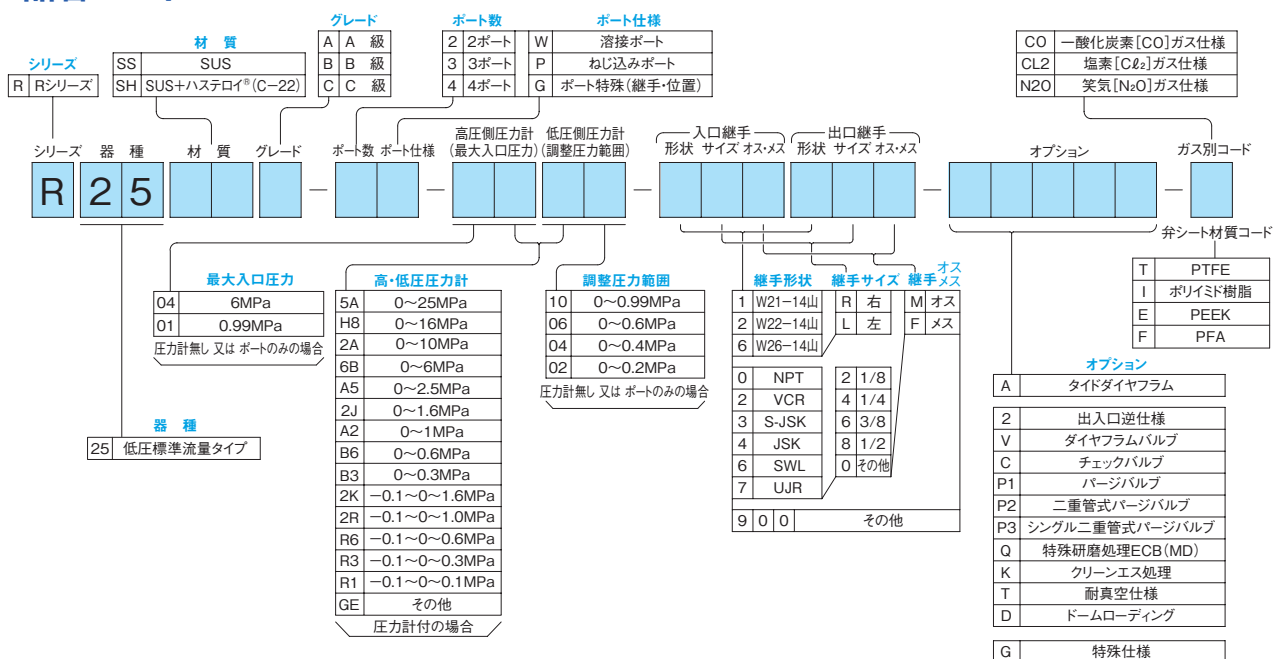 グレード
ポート数
ポート仕様
材 質
シリーズ
R Rシリーズ
SS SUS
SH SUS+ハステロイ®(C-22)
A A 級
B B 級
C C 級
2 2ポート
3 3ポート
4 4ポート
W 溶接ポート
P ねじ込みポート
G ポート特殊(継手・位置)
CO 一酸化炭素[CO]ガス仕様
CL2 塩素[Cℓ₂]ガス仕様
N2O 笑気[N₂O]ガス仕様
シリーズ 器 種 材 質 グレード ポート数 ポート仕様
高圧側圧力計
(最大入口圧力)
低圧側圧力計
(調整圧力範囲)
入口継手
形状 サイズ オス・メス
出口継手
形状 サイズ オス・メス
オプション
ガス別コード
R 2 5 — — — — —
弁シート材質コード
T PTFE
I ポリイミド樹脂
E PEEK
F PFA
最大入口圧力
04 6MPa
01 0.99MPa
圧力計無し 又は ポートのみの場合
器 種
25 低圧標準流量タイプ
高・低圧圧力計
5A 0〜25MPa
H8 0〜16MPa
2A 0〜10MPa
6B 0〜6MPa
A5 0〜2.5MPa
2J 0〜1.6MPa
A2 0〜1MPa
B6 0〜0.6MPa
B3 0〜0.3MPa
2K −0.1〜0〜1.6MPa
2R −0.1〜0〜1.0MPa
R6 −0.1〜0〜0.6MPa
R3 −0.1〜0〜0.3MPa
R1 −0.1〜0〜0.1MPa
GE その他
圧力計付の場合
調整圧力範囲
10 0〜0.99MPa
06 0〜0.6MPa
04 0〜0.4MPa
02 0〜0.2MPa
圧力計無し 又は ポートのみの場合
継手形状
1 W21−14山
2 W22−14山
6 W26−14山
0 NPT
2 VCR
3 S-JSK
4 JSK
6 SWL
7 UJR
9 0 0 その他
継手サイズ
R 右
L 左
2 1/8
4 1/4
6 3/8
8 1/2
0 その他
継手オスメス
M オス
F メス
オプション
A タイドダイヤフラム
2 出入口逆仕様
V ダイヤフラムバルブ
C チェックバルブ
P1 パージバルブ
P2 二重管式パージバルブ
P3 シングル二重管式パージバルブ
Q 特殊研磨処理ECB(MD)
K クリーンエス処理
T 耐真空仕様
D ドームローディング
G 特殊仕様